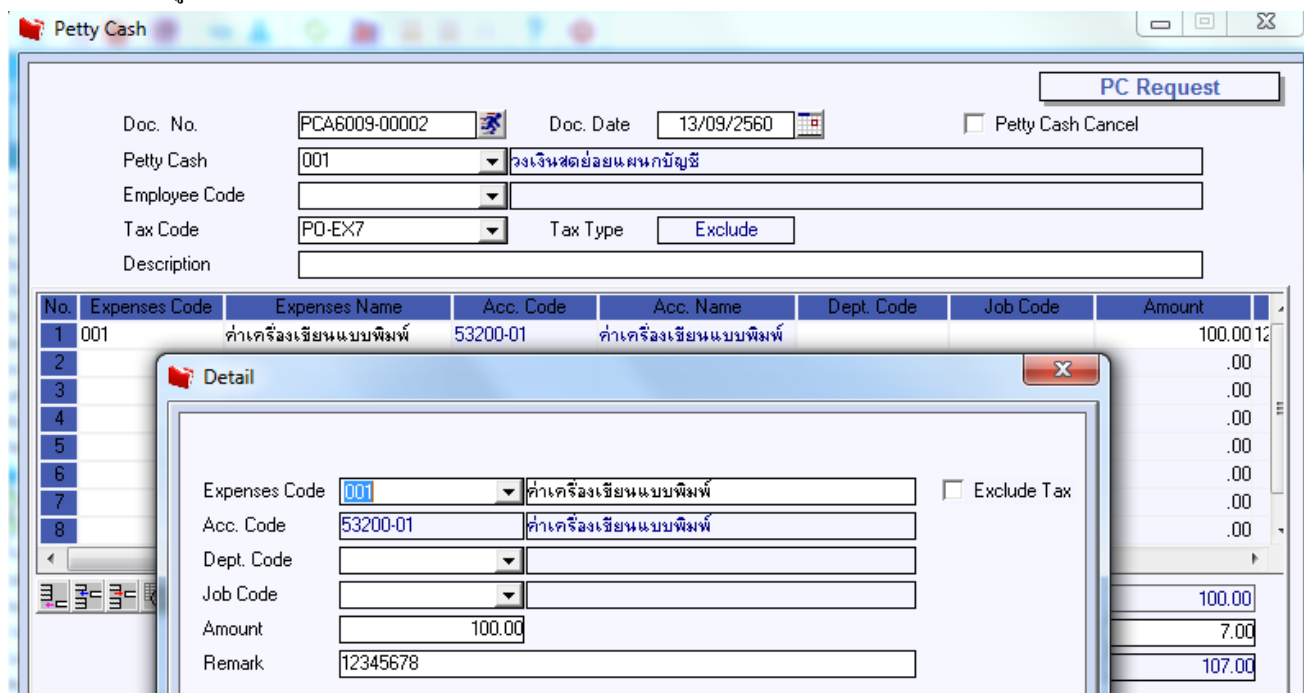 Petty Cash
PC Request
Doc. No. PCA6009-00002 Doc. Date 13/09/2560 Petty Cash Cancel
Petty Cash 001 วงเงินสดย่อยแผนกบัญชี
Employee Code
Tax Code PO-EX7 Tax Type Exclude
Description
No. Expenses Code Expenses Name Acc. Code Acc. Name Dept. Code Job Code Amount
1 001 ค่าเครื่องเขียนแบบพิมพ์ 53200-01 ค่าเครื่องเขียนแบบพิมพ์ 100.00 12
2 .00
3 .00
4 .00
5 .00
6 .00
7 .00
8 .00
Detail
Expenses Code 001 ค่าเครื่องเขียนแบบพิมพ์ Exclude Tax
Acc. Code 53200-01 ค่าเครื่องเขียนแบบพิมพ์
Dept. Code
Job Code
Amount 100.00
Remark 12345678
100.00
7.00
107.00